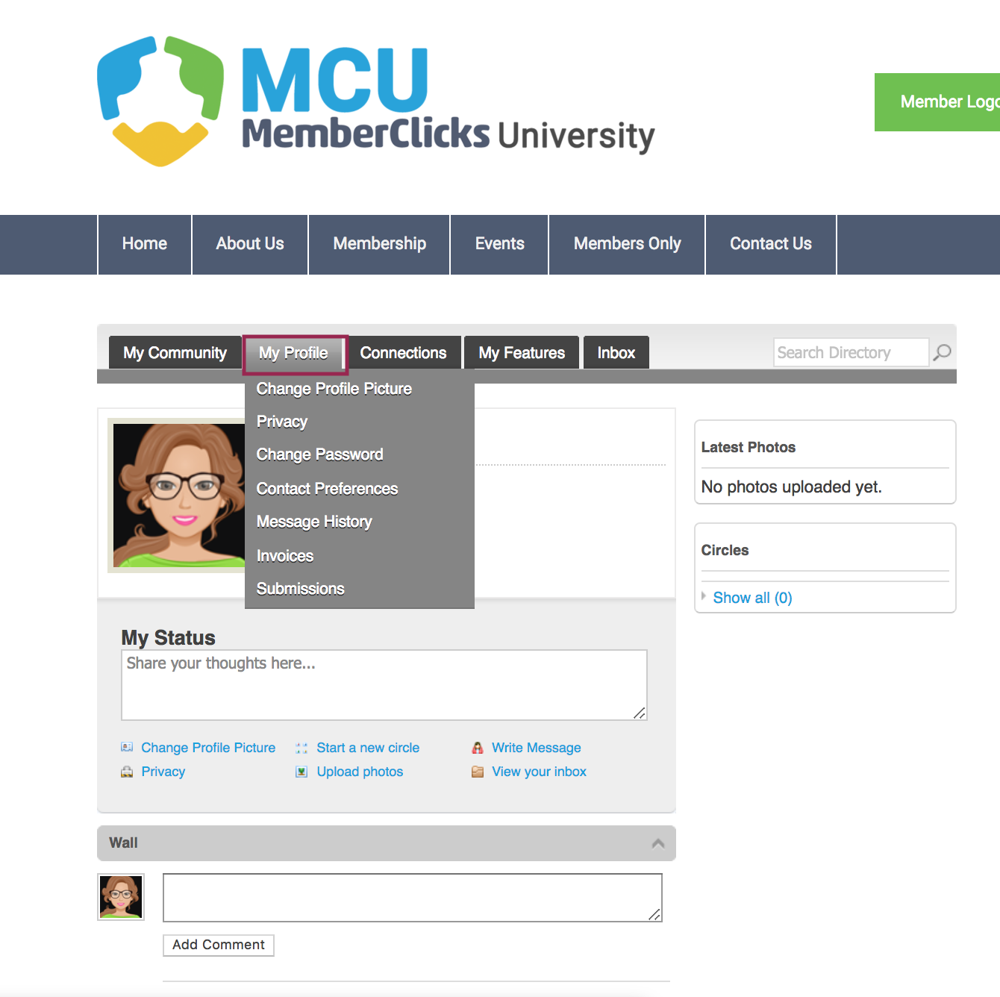 MCU
MemberClicks University
Member Logo
Home About Us Membership Events Members Only Contact Us
My Community My Profile Connections My Features Inbox Search Directory
Change Profile Picture
Privacy
Change Password
Contact Preferences
Message History
Invoices
Submissions
Latest Photos
No photos uploaded yet.
Circles
Show all (0)
My Status
Share your thoughts here...
Change Profile Picture Start a new circle Write Message
Privacy Upload photos View your inbox
Wall
Add Comment